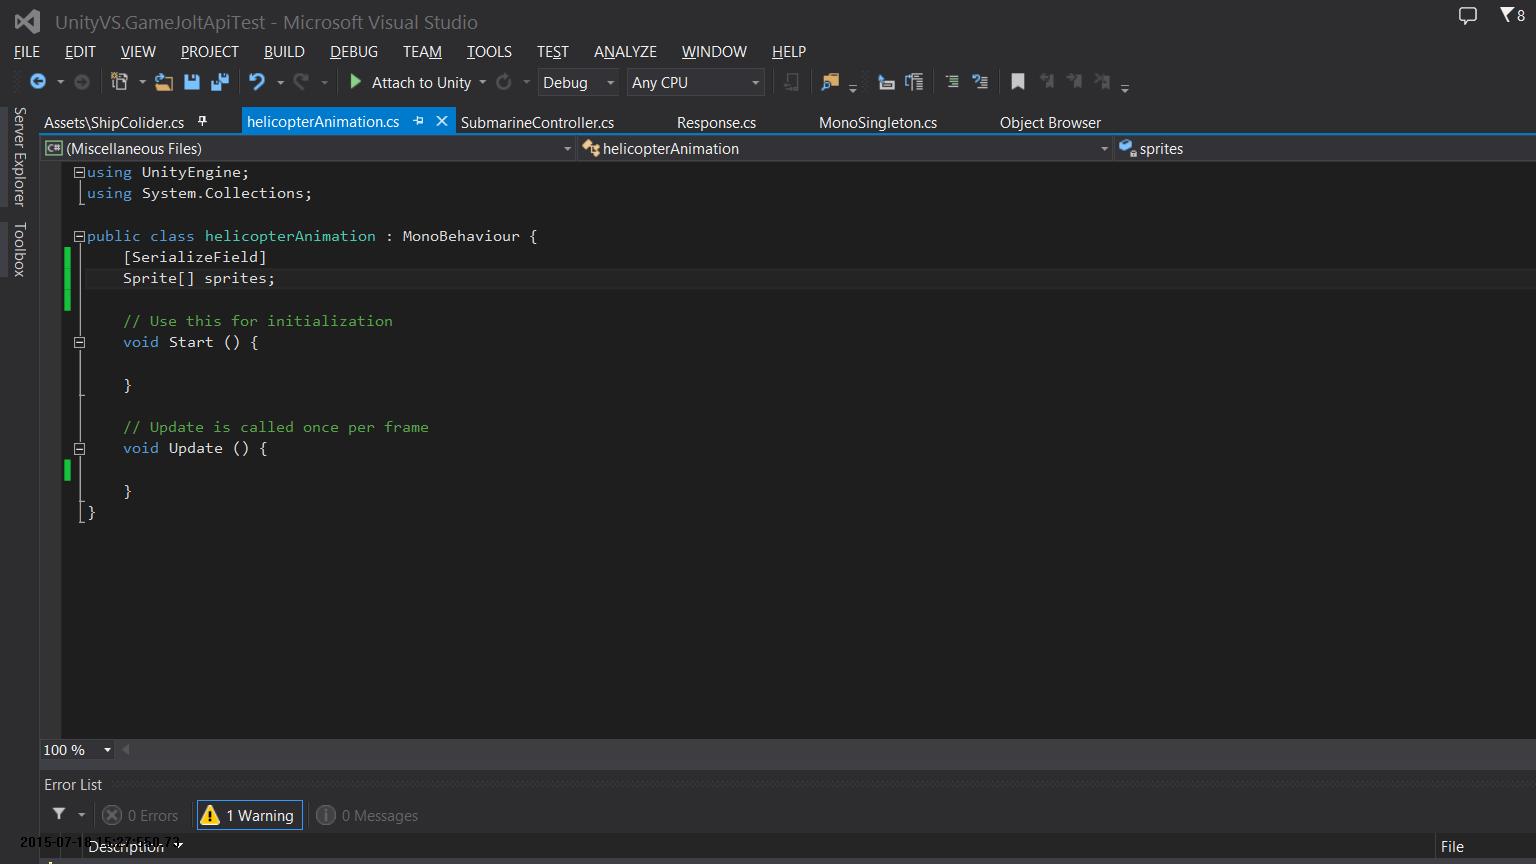 UnityVS.GameJoltApiTest - Microsoft Visual Studio
8
FILE EDIT VIEW PROJECT BUILD DEBUG TEAM TOOLS TEST ANALYZE WINDOW HELP
Attach to Unity Debug Any CPU
Server Explorer
Toolbox
Assets\ShipColider.cs helicopterAnimation.cs SubmarineController.cs Response.cs MonoSingleton.cs Object Browser
C# (Miscellaneous Files) helicopterAnimation sprites
using UnityEngine;
using System.Collections;
public class helicopterAnimation : MonoBehaviour {
[SerializeField]
Sprite[] sprites;
// Use this for initialization
void Start () {
}
// Update is called once per frame
void Update () {
}
}
100 %
Error List
0 Errors 1 Warning 0 Messages
Description File